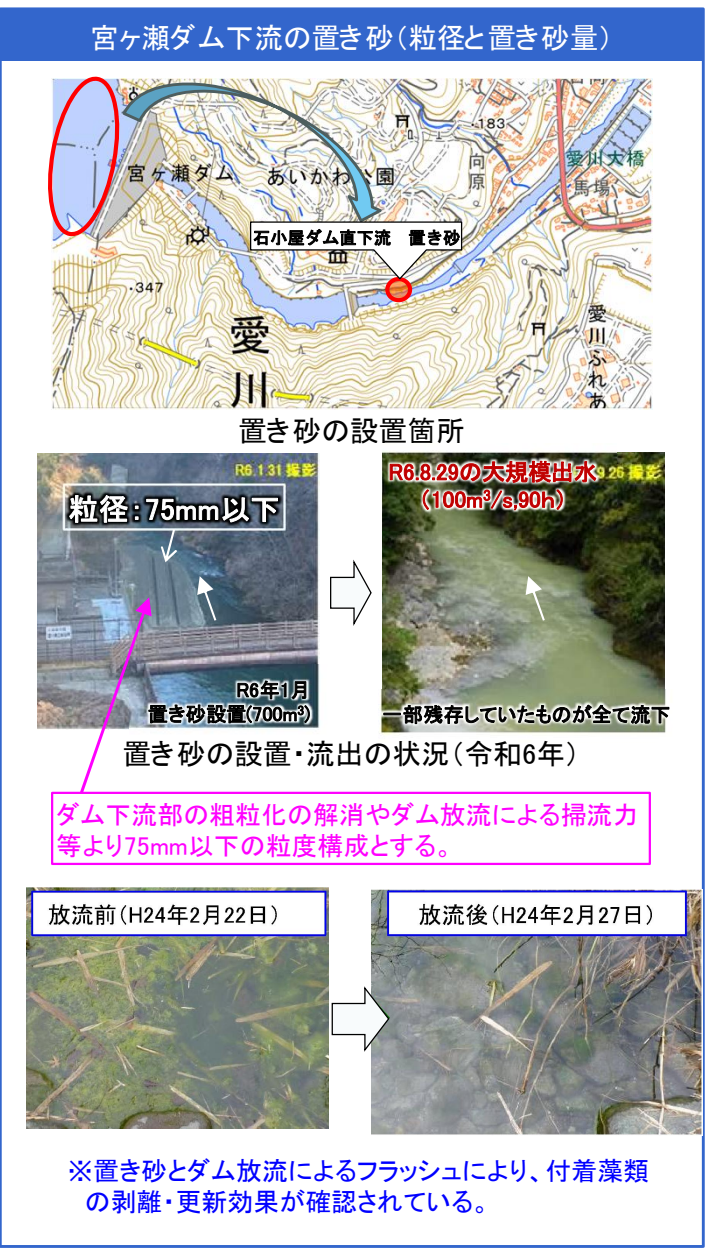 宮ヶ瀬ダム下流の置き砂（粒径と置き砂量）
・183
宮ヶ瀬ダム
あいかわ公園
向原
愛川大橋
馬場
石小屋ダム直下流　置き砂
・347
愛川
愛川ふれあ
置き砂の設置箇所
R6.1.31 撮影
粒径：75mm以下
R6年1月
置き砂設置(700m³)
R6.8.29の大規模出水
9.26 撮影
（100m³/s,90h）
一部残存していたものが全て流下
置き砂の設置・流出の状況（令和6年）
ダム下流部の粗粒化の解消やダム放流による掃流力
等より75mm以下の粒度構成とする。
放流前（H24年2月22日）
放流後（H24年2月27日）
※置き砂とダム放流によるフラッシュにより、付着藻類
の剥離・更新効果が確認されている。